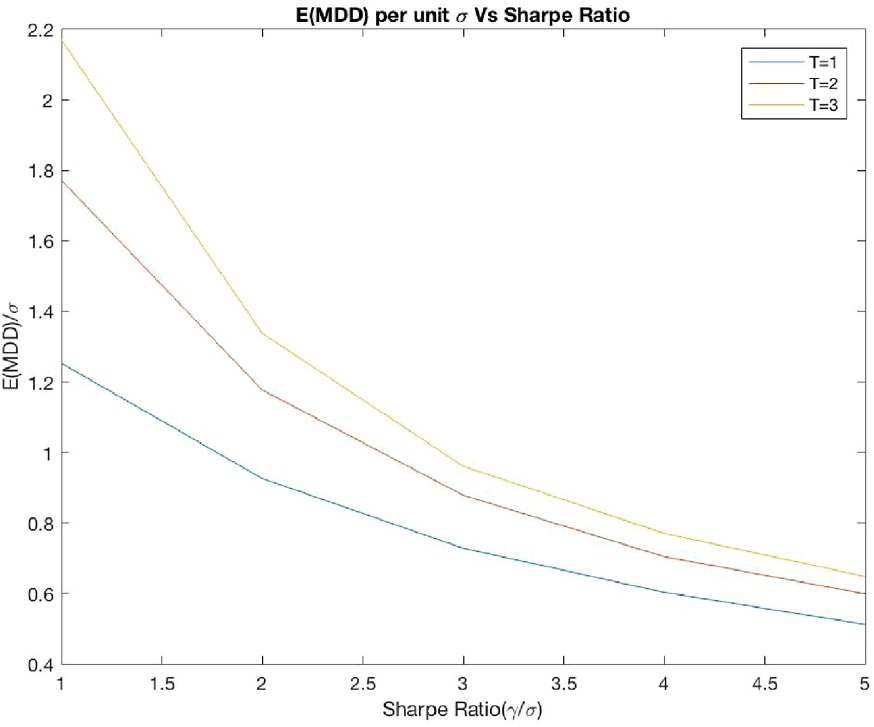 E(MDD) per unit σ Vs Sharpe Ratio
2.2
2
1.8
1.6
1.4
1.2
1
0.8
0.6
0.4
E(MDD)/σ
T=1
T=2
T=3
1 1.5 2 2.5 3 3.5 4 4.5 5
Sharpe Ratio(γ/σ)